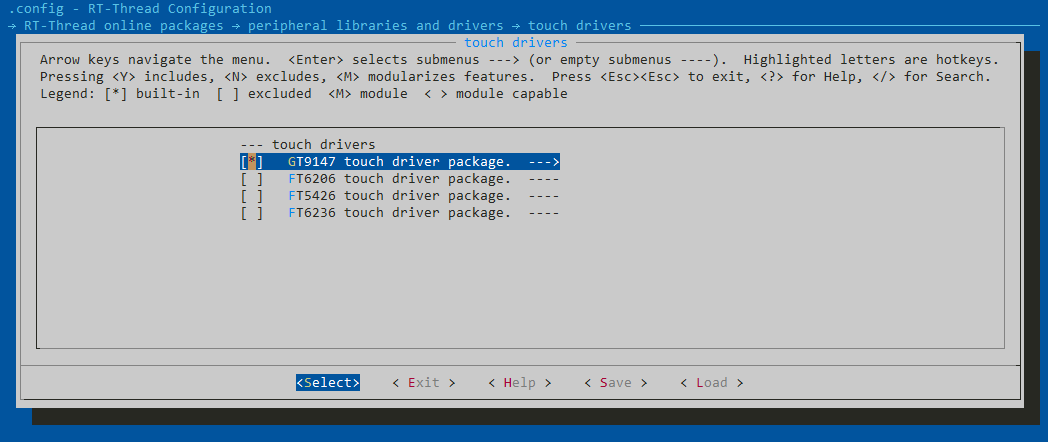 .config - RT-Thread Configuration
→ RT-Thread online packages → peripheral libraries and drivers → touch drivers
touch drivers
Arrow keys navigate the menu.  <Enter> selects submenus ---> (or empty submenus ----).  Highlighted letters are hotkeys.
Pressing <Y> includes, <N> excludes, <M> modularizes features.  Press <Esc><Esc> to exit, <?> for Help, </> for Search.
Legend: [*] built-in  [ ] excluded  <M> module  < > module capable
--- touch drivers
[*]   GT9147 touch driver package.  --->
[ ]   FT6206 touch driver package.  ----
[ ]   FT5426 touch driver package.  ----
[ ]   FT6236 touch driver package.  ----
<Select>    < Exit >    < Help >    < Save >    < Load >